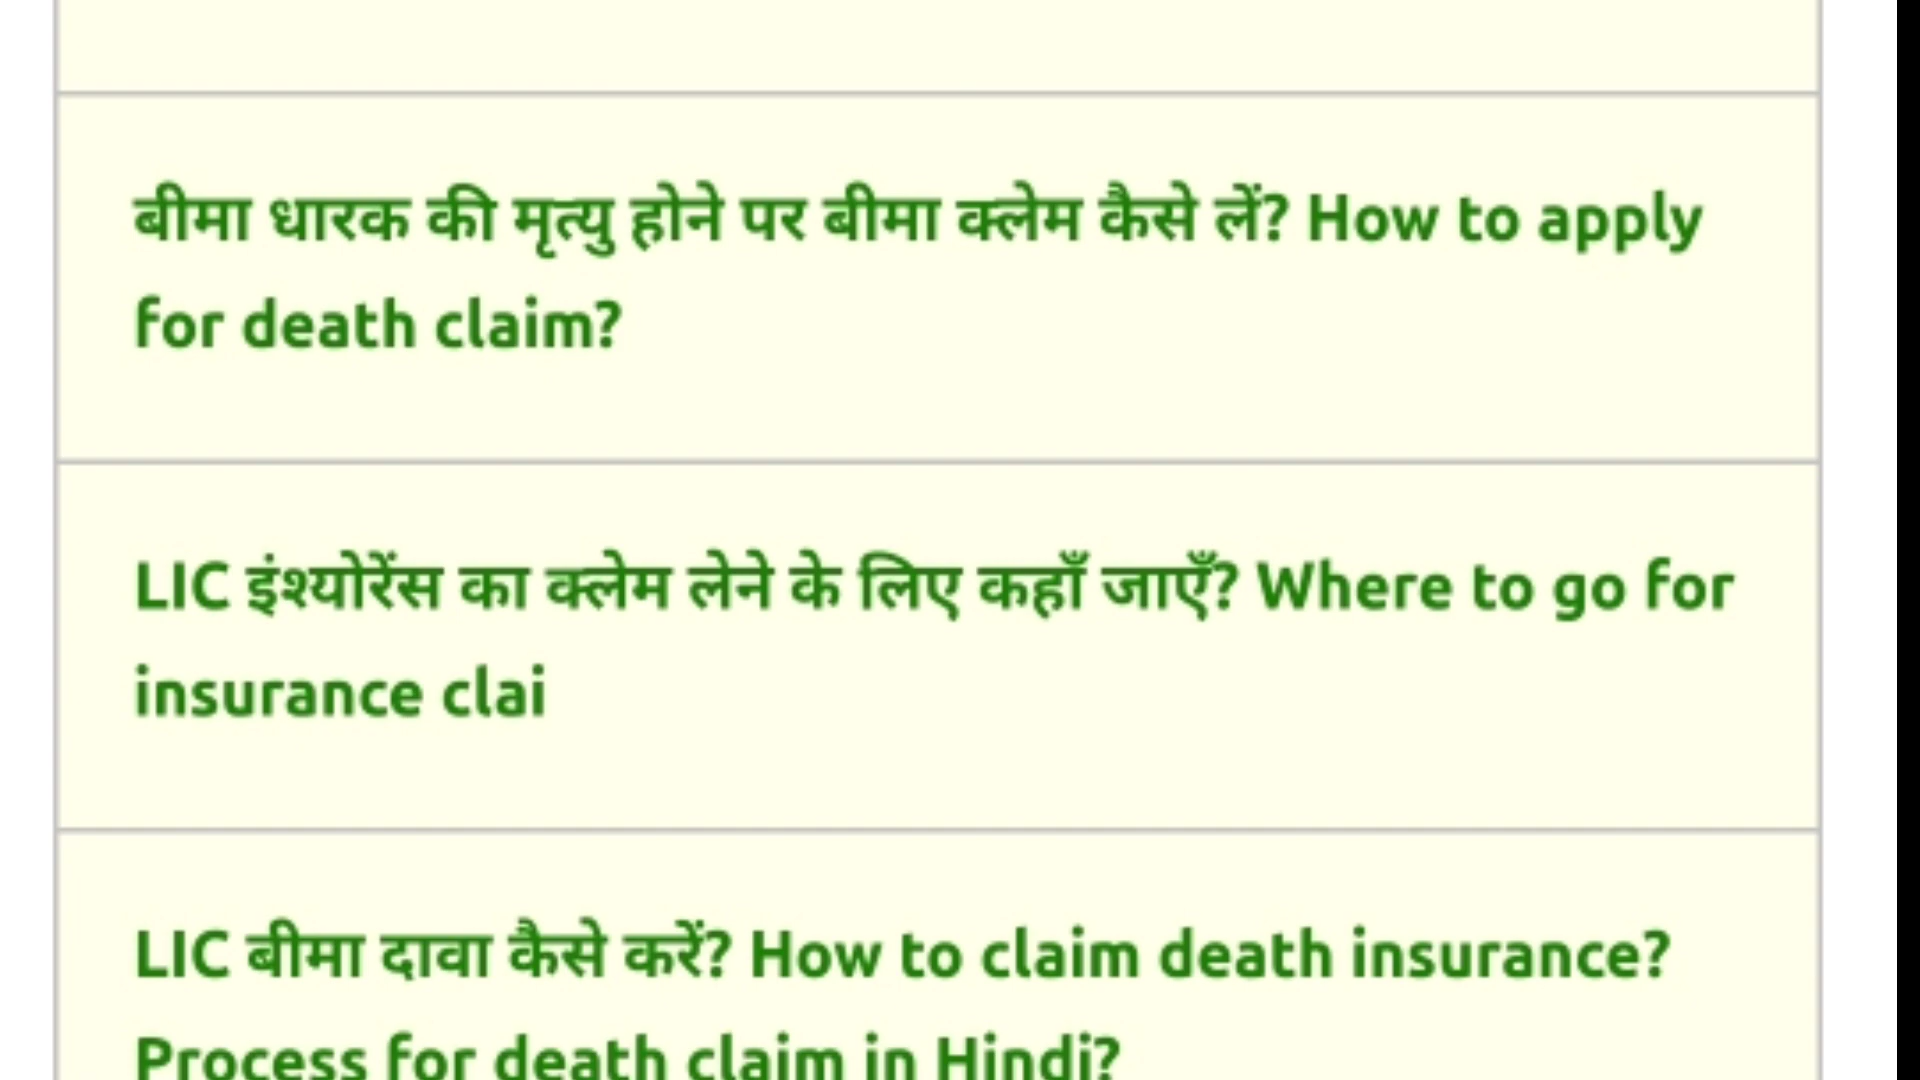 बीमा धारक की मृत्यु होने पर बीमा क्लेम कैसे लें? How to apply
for death claim?
LIC इंश्योरेंस का क्लेम लेने के लिए कहाँ जाएँ? Where to go for
insurance clai
LIC बीमा दावा कैसे करें? How to claim death insurance?
Process for death claim in Hindi?